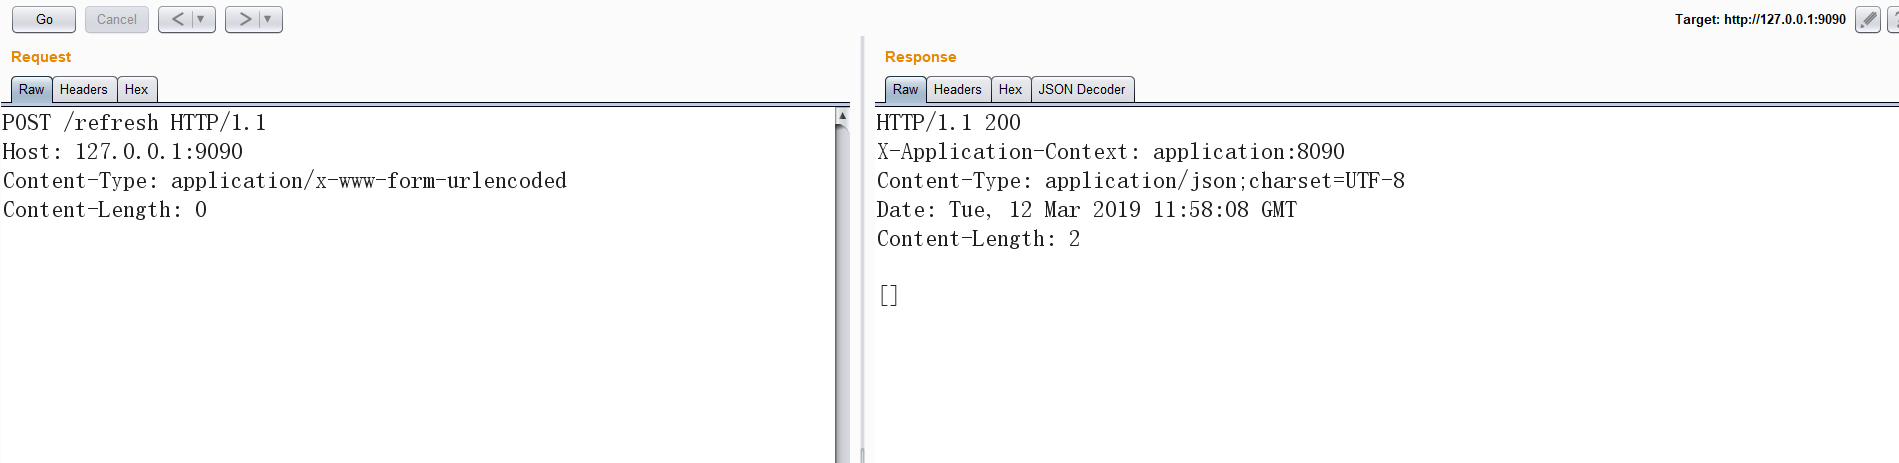 Go Cancel < ▼ > ▼ Target: http://127.0.0.1:9090
Request
Raw Headers Hex
POST /refresh HTTP/1.1
Host: 127.0.0.1:9090
Content-Type: application/x-www-form-urlencoded
Content-Length: 0
Response
Raw Headers Hex JSON Decoder
HTTP/1.1 200
X-Application-Context: application:8090
Content-Type: application/json;charset=UTF-8
Date: Tue, 12 Mar 2019 11:58:08 GMT
Content-Length: 2
[]